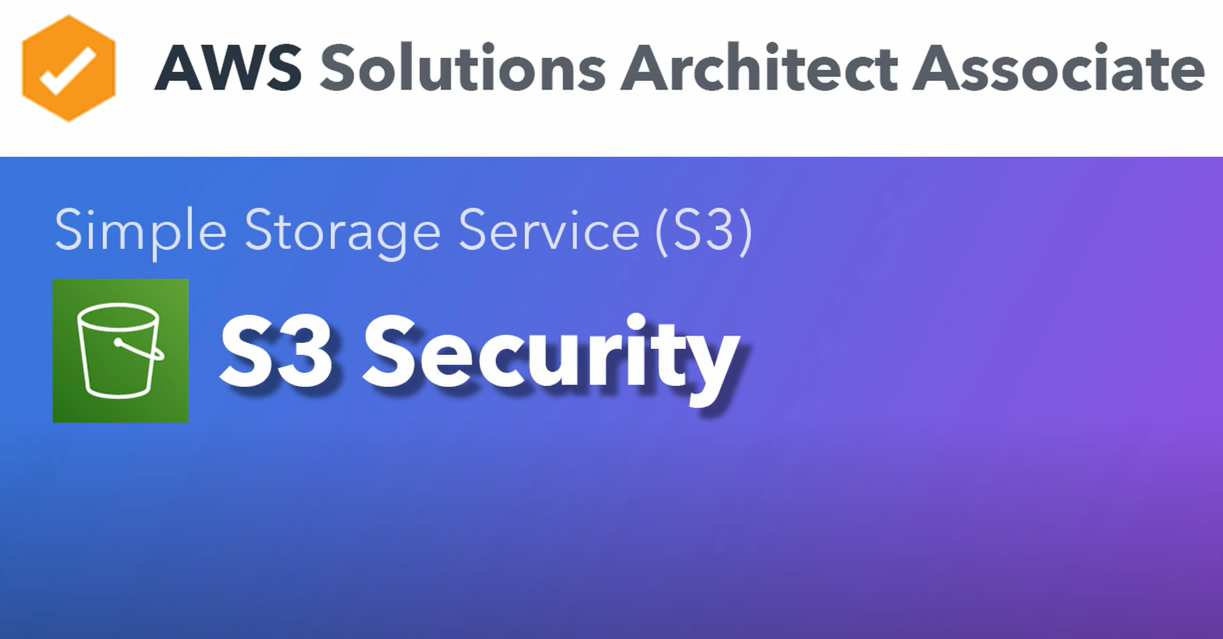 AWS Solutions Architect Associate
Simple Storage Service (S3)
S3 Security